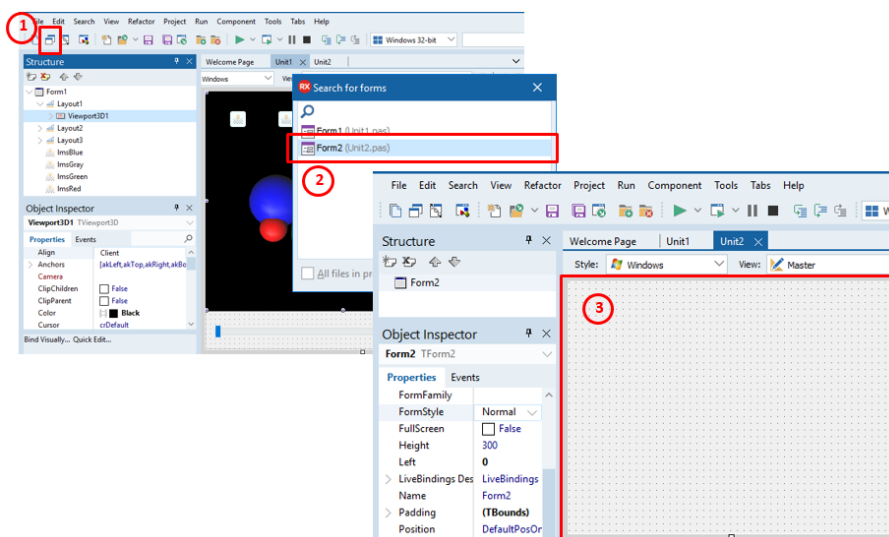 1
File Edit Search View Refactor Project Run Component Tools Tabs Help
Windows 32-bit
Structure
Form1
Layout1
Viewport3D1
Layout2
Layout3
lmsBlue
lmsGray
lmsGreen
lmsRed
Object Inspector
Viewport3D1 TViewport3D
Properties Events
Align Client
Anchors [akLeft,akTop,akRight,akBo
Camera
ClipChildren False
ClipParent False
Color Black
Cursor crDefault
Bind Visually... Quick Edit...
Welcome Page Unit1 Unit2
Windows
RX Search for forms
Form1 (Unit1.pas)
Form2 (Unit2.pas)
All files in pr
2
File Edit Search View Refactor Project Run Component Tools Tabs Help
W
Structure
Form2
Object Inspector
Form2 TForm2
Properties Events
FormFamily
FormStyle Normal
FullScreen False
Height 300
Left 0
LiveBindings Des LiveBindings
Name Form2
Padding (TBounds)
Position DefaultPosOr
Welcome Page Unit1 Unit2
Style: Windows View: Master
3